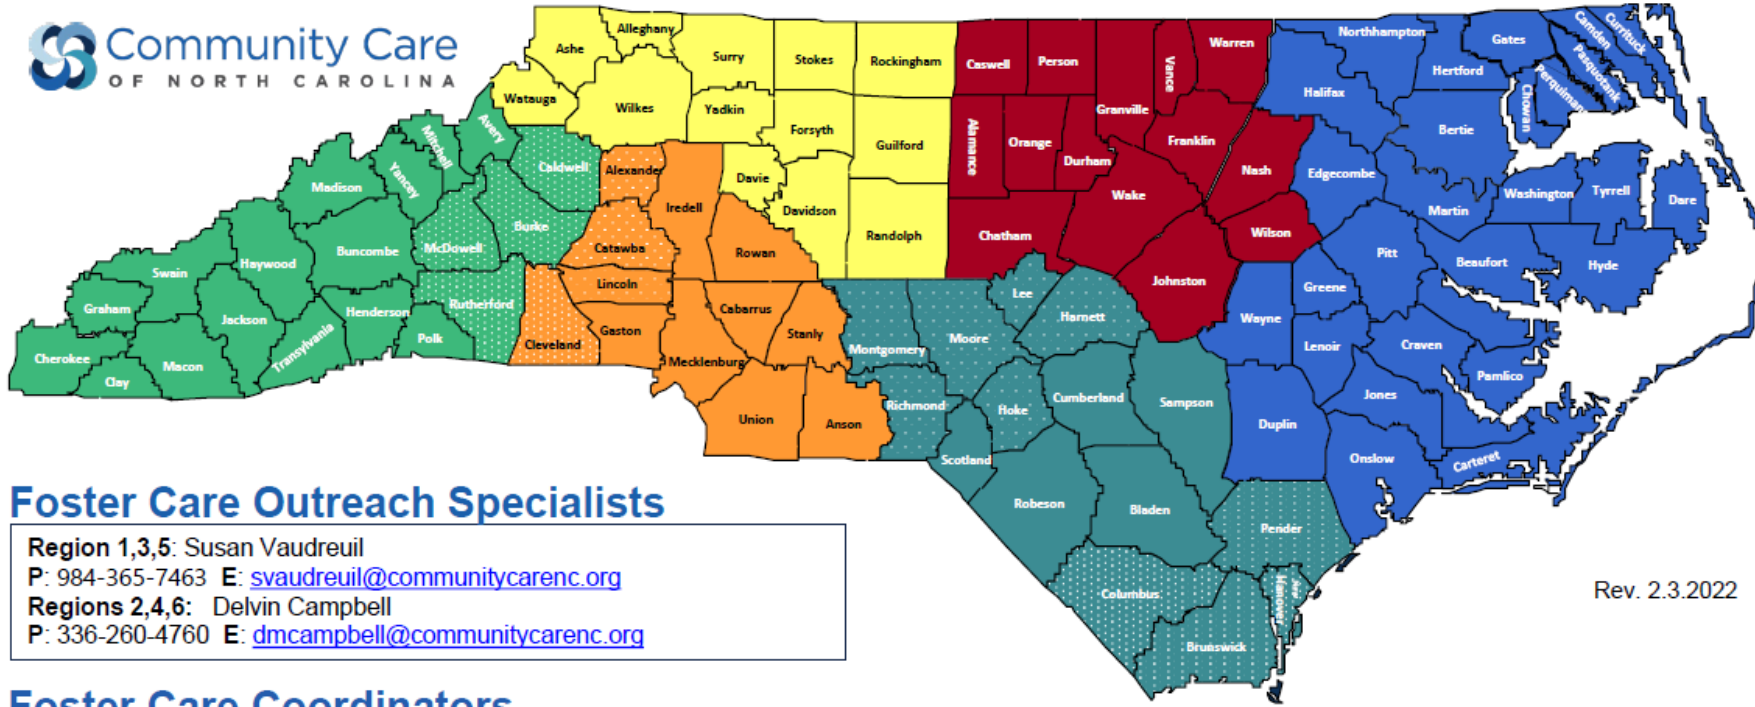 Community Care
OF NORTH CAROLINA
Alleghany
Ashe
Surry
Stokes
Rockingham
Watauga
Wilkes
Yadkin
Forsyth
Guilford
Davie
Davidson
Randolph
Caswell
Person
Granville
Vance
Warren
Alamance
Orange
Durham
Franklin
Nash
Wake
Chatham
Wilson
Johnston
Northhampton
Gates
Camden
Currituck
Pasquotank
Perquiman
Chowan
Hertford
Halifax
Bertie
Edgecombe
Martin
Washington
Tyrrell
Dare
Pitt
Beaufort
Hyde
Greene
Wayne
Lenoir
Craven
Pamlico
Jones
Duplin
Onslow
Carteret
Mitchell
Avery
Yancey
Caldwell
Madison
Burke
McDowell
Buncombe
Haywood
Swain
Graham
Jackson
Henderson
Rutherford
Polk
Transylvania
Cherokee
Clay
Macon
Alexande
Iredell
Catawba
Rowan
Lincoln
Cleveland
Gaston
Cabarrus
Stanly
Mecklenburg
Union
Anson
Lee
Harnett
Moore
Montgomery
Richmond
Hoke
Cumberland
Sampson
Scotland
Robeson
Bladen
Pender
Columbus
New
Hanover
Brunswick
Foster Care Outreach Specialists
Region 1,3,5: Susan Vaudreuil
P: 984-365-7463 E: svaudreuil@communitycarenc.org
Regions 2,4,6: Delvin Campbell
P: 336-260-4760 E: dmcampbell@communitycarenc.org
Rev. 2.3.2022
Foster Care Coordinators